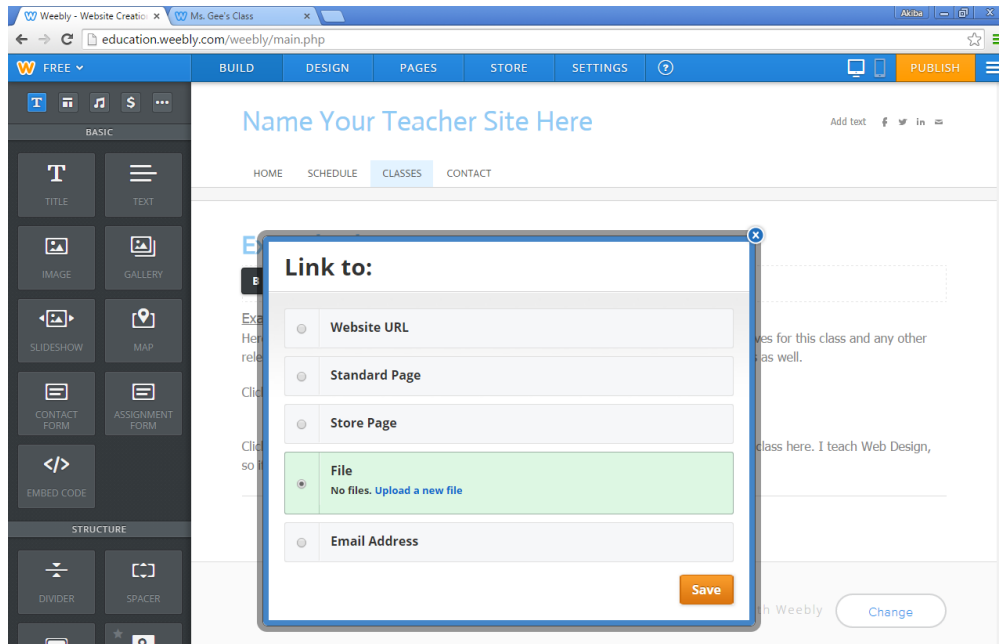 Weebly - Website Creatio
Ms. Gee's Class
Akiba
education.weebly.com/weebly/main.php
FREE
BUILD
DESIGN
PAGES
STORE
SETTINGS
?
PUBLISH
T
$
BASIC
Name Your Teacher Site Here
Add text
HOME
SCHEDULE
CLASSES
CONTACT
T
TITLE
TEXT
IMAGE
GALLERY
SLIDESHOW
MAP
CONTACT
FORM
ASSIGNMENT
FORM
</>
EMBED CODE
STRUCTURE
DIVIDER
SPACER
B
Link to:
Website URL
Standard Page
Store Page
File
No files. Upload a new file
Email Address
Save
for this class and any other
as well.
class here. I teach Web Design,
so
Weebly
Change